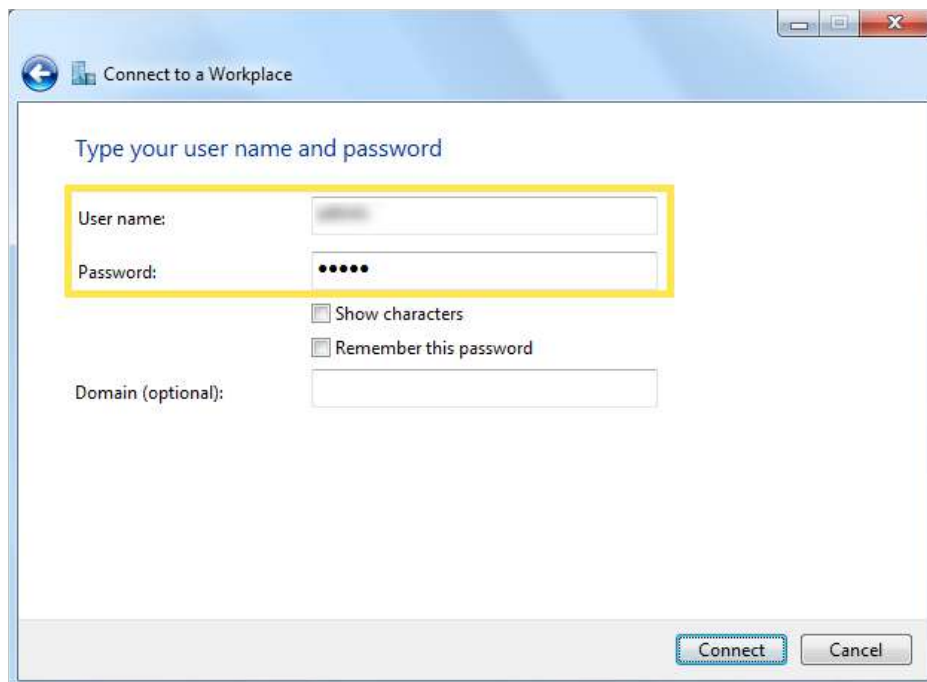 Connect to a Workplace
Type your user name and password
User name:
Password: •••••
Show characters
Remember this password
Domain (optional):
Connect Cancel